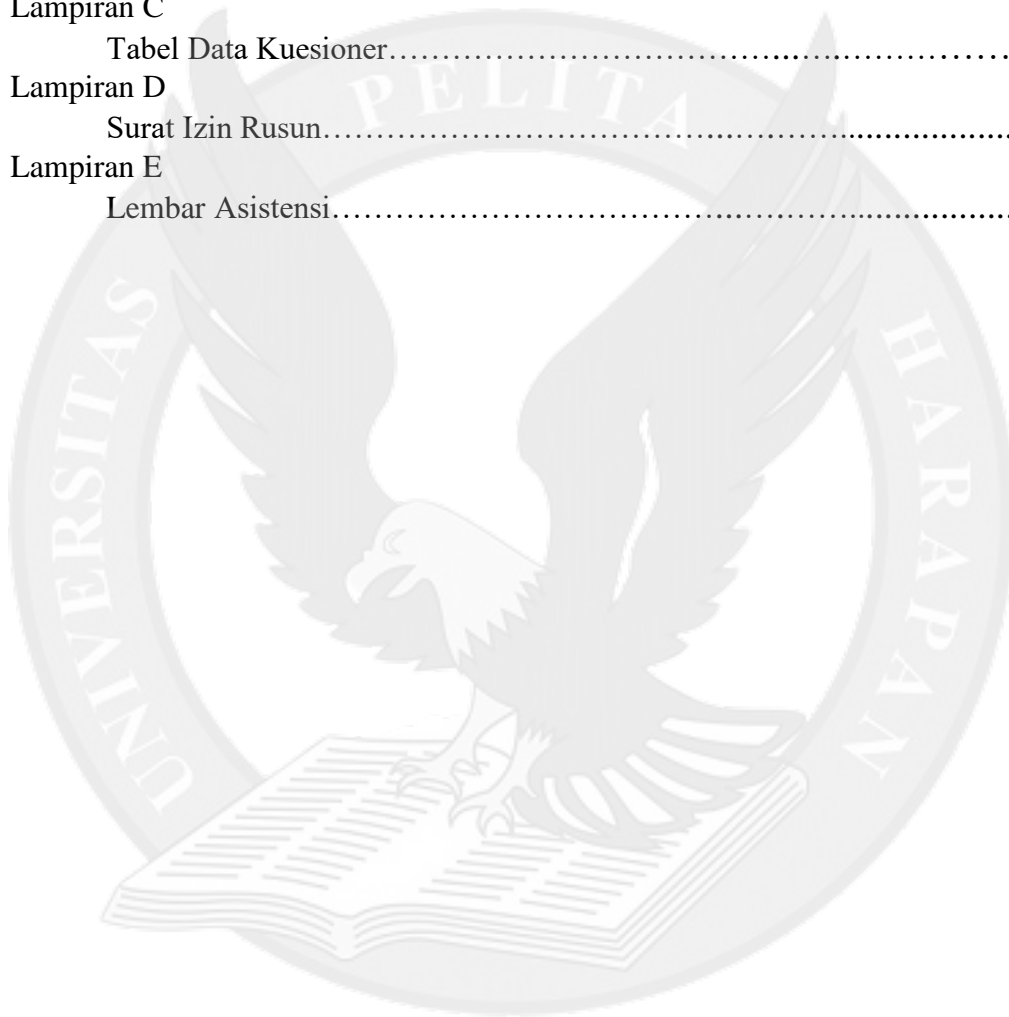 Lampiran C
Tabel Data Kuesioner……………………………………...….………………
Lampiran D
Surat Izin Rusun…………………………………...…………....................
Lampiran E
Lembar Asistensi…………………………………...…………....................
UNIVERSITAS PELITA HARAPAN